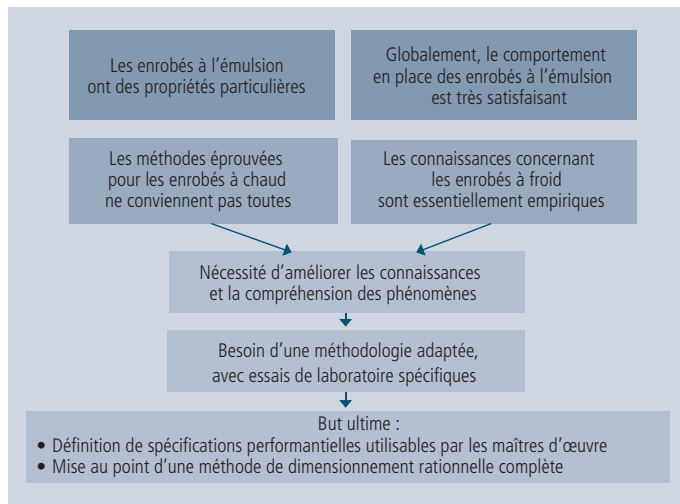 Les enrobés à l'émulsion
ont des propriétés particulières
Globalement, le comportement
en place des enrobés à l'émulsion
est très satisfaisant
Les méthodes éprouvées
pour les enrobés à chaud
ne conviennent pas toutes
Les connaissances concernant
les enrobés à froid
sont essentiellement empiriques
Nécessité d'améliorer les connaissances
et la compréhension des phénomènes
Besoin d'une méthodologie adaptée,
avec essais de laboratoire spécifiques
But ultime :
• Définition de spécifications performantielles utilisables par les maîtres d'œuvre
• Mise au point d'une méthode de dimensionnement rationnelle complète